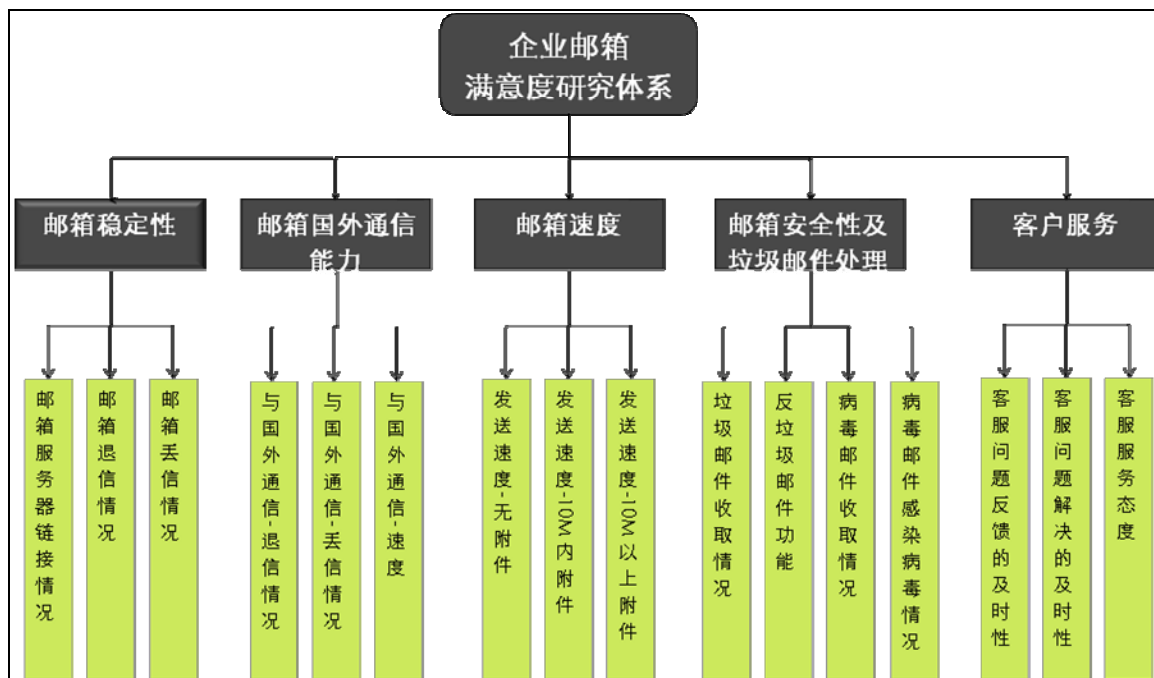 企业邮箱
满意度研究体系
邮箱稳定性
邮箱国外通信
能力
邮箱速度
邮箱安全性及
垃圾邮件处理
客户服务
邮箱服务器链接情况
邮箱退信情况
邮箱丢信情况
与国外通信-退信情况
与国外通信-丢信情况
与国外通信-速度
发送速度-无附件
发送速度-10M内附件
发送速度-10M以上附件
垃圾邮件收取情况
反垃圾邮件功能
病毒邮件收取情况
病毒邮件感染病毒情况
客服问题反馈的及时性
客服问题解决的及时性
客服服务态度